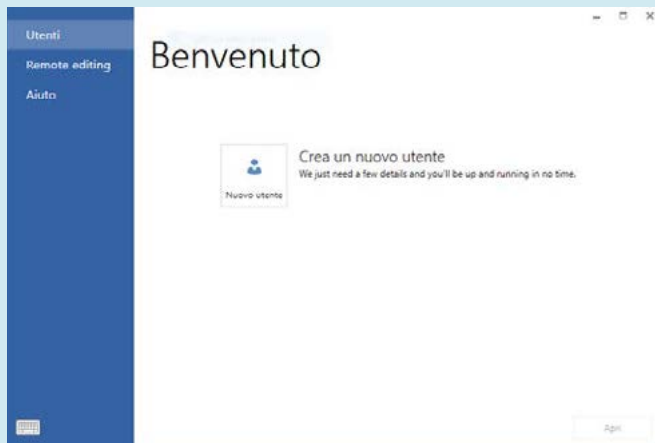 Utenti
Remote editing
Aiuto
Benvenuto
Crea un nuovo utente
We just need a few details and you'll be up and running in no time.
Nuovo utente
Apri